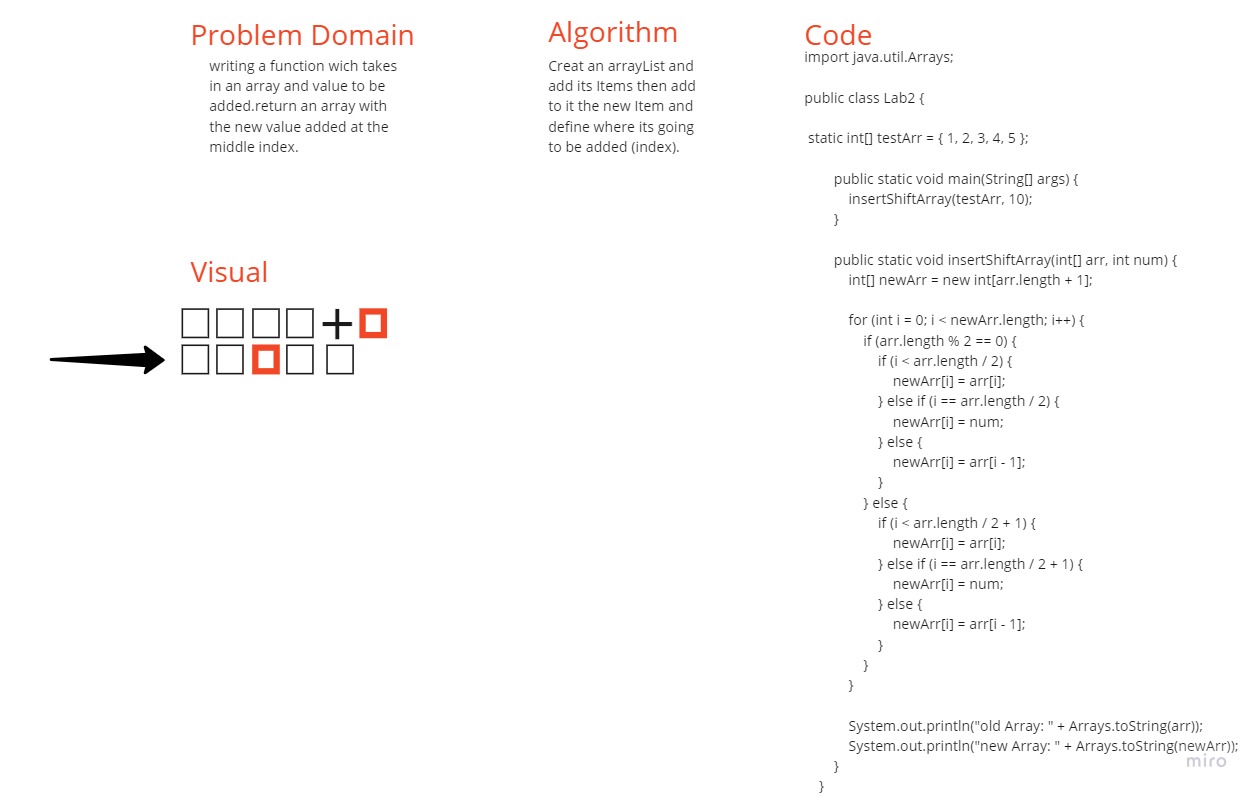 Problem Domain
writing a function wich takes
in an array and value to be
added.return an array with
the new value added at the
middle index.
Visual
Algorithm
Creat an arrayList and
add its Items then add
to it the new Item and
define where its going
to be added (index).
Code
import java.util.Arrays;
public class Lab2 {
static int[] testArr = { 1, 2, 3, 4, 5 };
public static void main(String[] args) {
insertShiftArray(testArr, 10);
}
public static void insertShiftArray(int[] arr, int num) {
int[] newArr = new int[arr.length + 1];
for (int i = 0; i < newArr.length; i++) {
if (arr.length % 2 == 0) {
if (i < arr.length / 2) {
newArr[i] = arr[i];
} else if (i == arr.length / 2) {
newArr[i] = num;
} else {
newArr[i] = arr[i - 1];
}
} else {
if (i < arr.length / 2 + 1) {
newArr[i] = arr[i];
} else if (i == arr.length / 2 + 1) {
newArr[i] = num;
} else {
newArr[i] = arr[i - 1];
}
}
}
System.out.println("old Array: " + Arrays.toString(arr));
System.out.println("new Array: " + Arrays.toString(newArr));
}
}
miro